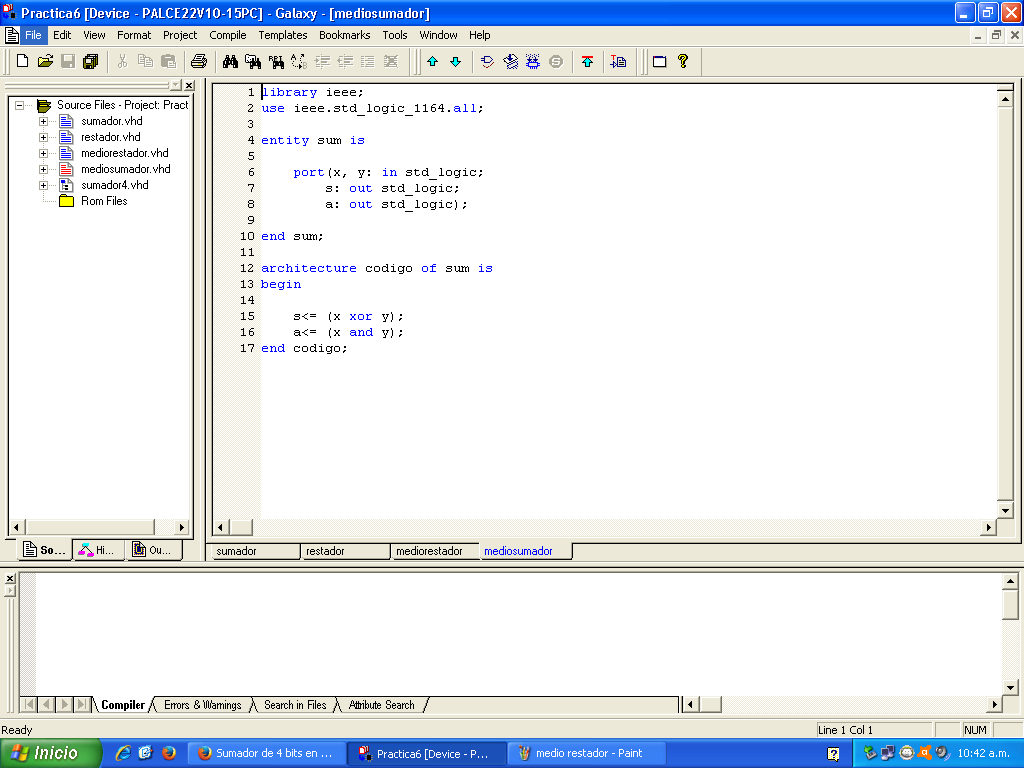 Practica6 [Device - PALCE22V10-15PC] - Galaxy - [mediosumador]
File Edit View Format Project Compile Templates Bookmarks Tools Window Help
Source Files - Project: Pract
sumador.vhd
restador.vhd
mediorestador.vhd
mediosumador.vhd
sumador4.vhd
Rom Files
So... Hi... Ou...
1 library ieee;
2 use ieee.std_logic_1164.all;
3
4 entity sum is
5
6 port(x, y: in std_logic;
7 s: out std_logic;
8 a: out std_logic);
9
10 end sum;
11
12 architecture codigo of sum is
13 begin
14
15 s<= (x xor y);
16 a<= (x and y);
17 end codigo;
sumador restador mediorestador mediosumador
Compiler Errors & Warnings Search in Files Attribute Search
Ready Line 1 Col 1 NUM
Inicio Sumador de 4 bits en ... Practica6 [Device - P... medio restador - Paint 10:42 a.m.